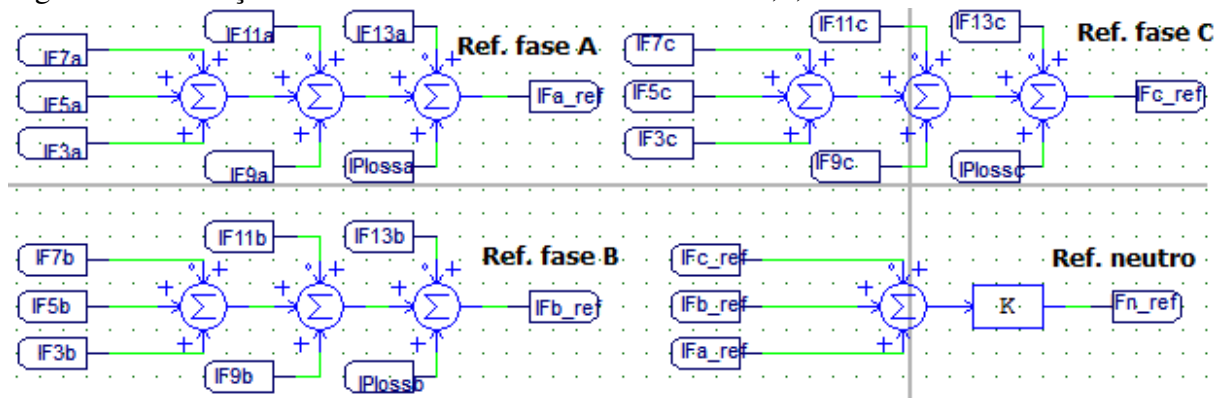 IF11a
IF13a
Ref. fase A
IF7a
IF5a
IFa_ref
IF3a
IF9a
IPlossa
IF11c
IF13c
Ref. fase C
IF7c
IF5c
IFc_ref
IF3c
IF9c
IPlossc
IF11b
IF13b
Ref. fase B
IF7b
IF5b
IFb_ref
IF3b
IF9b
IPlossb
IFc_ref
Ref. neutro
IFb_ref
K
Fn_ref
IFa_ref